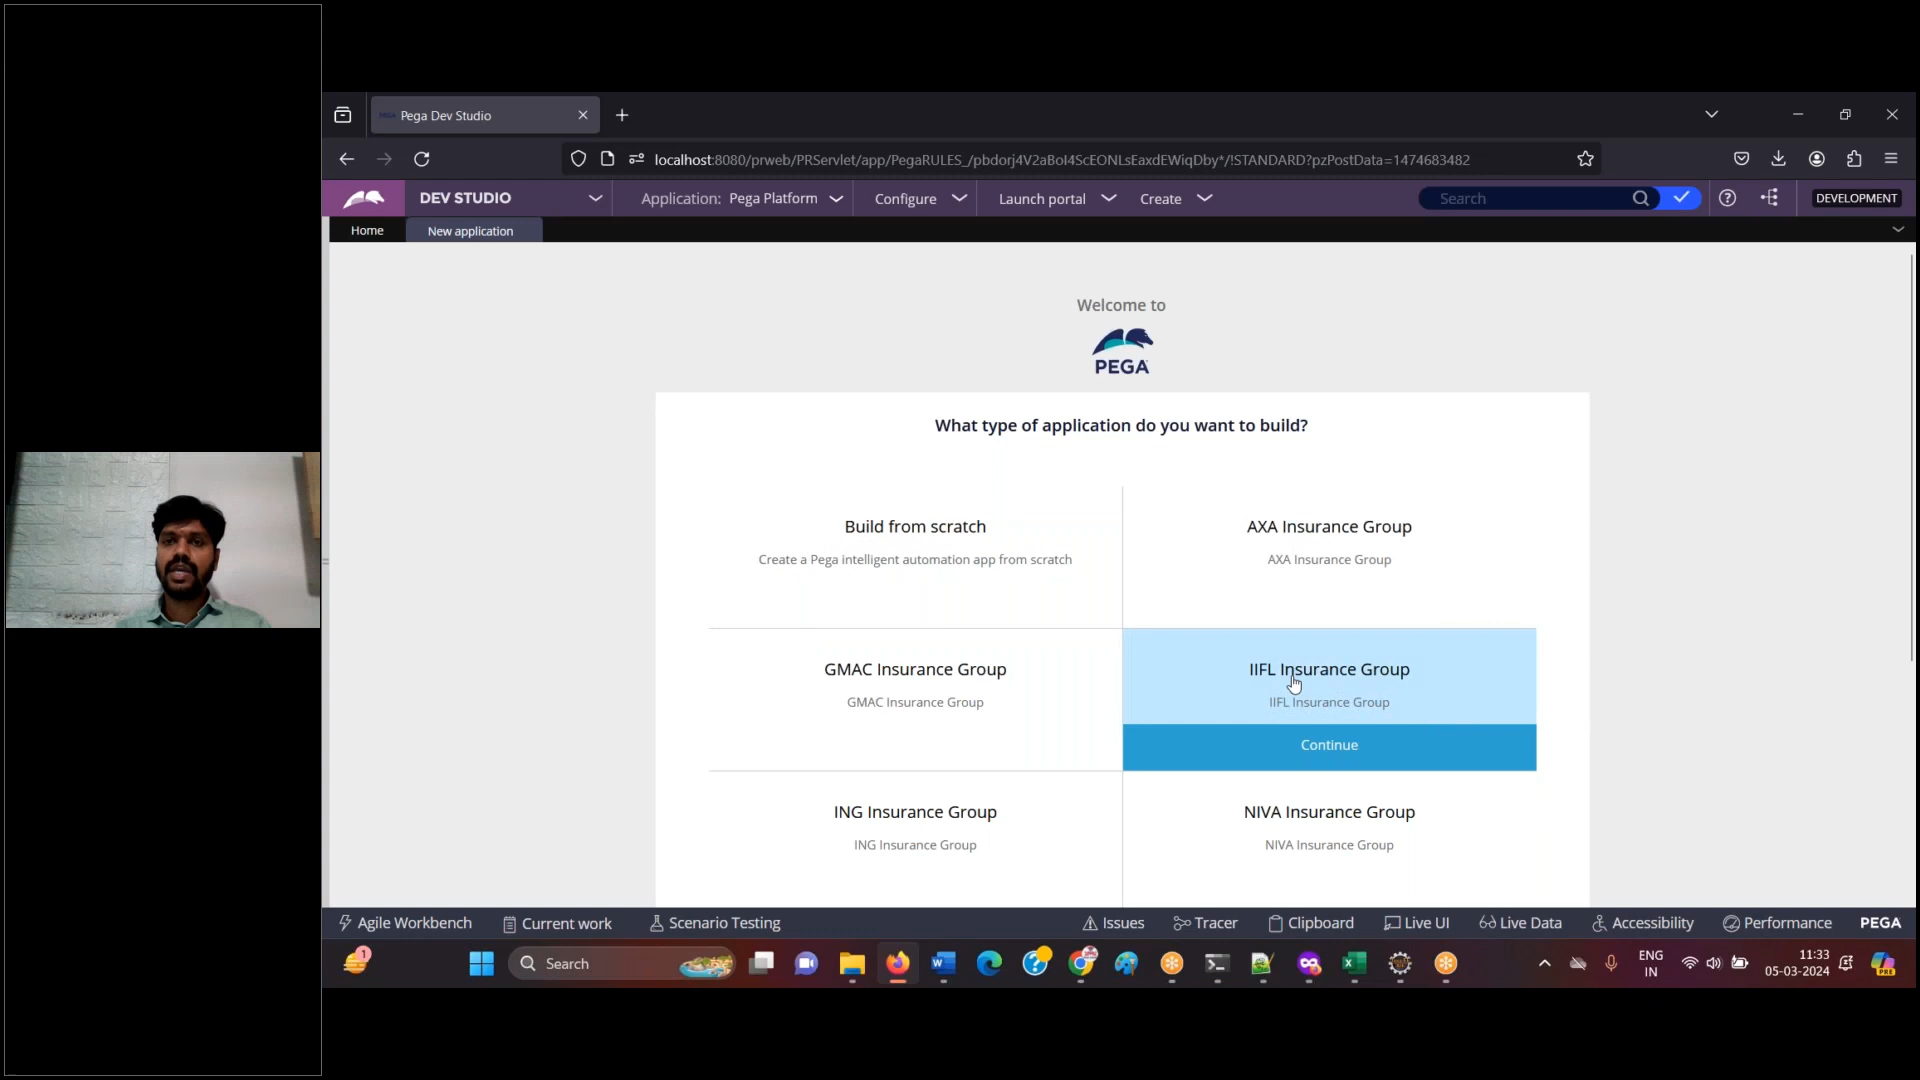 Pega Dev Studio
localhost:8080/prweb/PRServlet/app/PegaRULES_/pbdorj4V2aBoI4ScEONLsEaxdEWiqDby*/!STANDARD?pzPostData=1474683482
DEV STUDIO
Application: Pega Platform
Configure
Launch portal
Create
Search
DEVELOPMENT
Home
New application
Welcome to
PEGA
What type of application do you want to build?
Build from scratch
Create a Pega intelligent automation app from scratch
AXA Insurance Group
AXA Insurance Group
GMAC Insurance Group
GMAC Insurance Group
IIFL Insurance Group
IIFL Insurance Group
Continue
ING Insurance Group
ING Insurance Group
NIVA Insurance Group
NIVA Insurance Group
Agile Workbench
Current work
Scenario Testing
Issues
Tracer
Clipboard
Live UI
Live Data
Accessibility
Performance
PEGA
1
Search
ENG
IN
11:33
05-03-2024
PRE